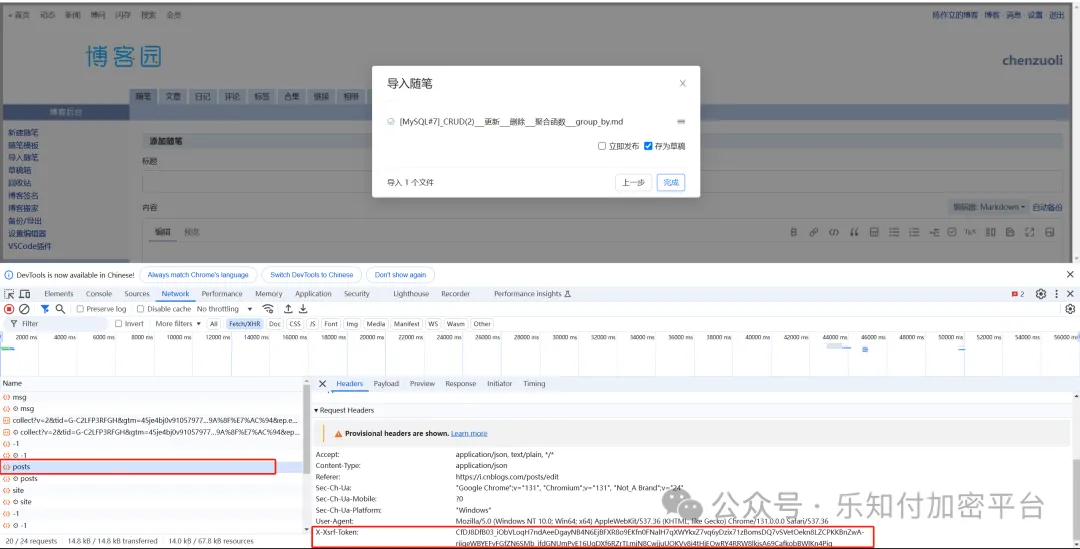 « 首页 动态 新闻 博问 闪存 搜索 会员
陈作立的博客 博客 · 消息 · 设置 · 退出
博客园
chenzuoli
博客后台
随笔 文章 日记 评论 标签 合集 链接 相册
新建随笔
随笔模板
导入随笔
草稿箱
回收站
博客签名
博客搬家
备份/导出
设置编辑器
VSCode插件
添加随笔
标题
内容
编辑器: Markdown 自动备份
编辑 预览
导入随笔
[MySQL#7]_CRUD(2)__更新__删除__聚合函数__group_by.md
立即发布 存为草稿
导入 1 个文件 上一步 完成
DevTools is now available in Chinese! Always match Chrome's language Switch DevTools to Chinese Don't show again
Elements Console Sources Network Performance Memory Application Security Lighthouse Recorder Performance insights 2
Preserve log Disable cache No throttling
Filter Invert More filters All Fetch/XHR Doc CSS JS Font Img Media Manifest WS Wasm Other
2000 ms 4000 ms 6000 ms 8000 ms 10000 ms 12000 ms 14000 ms 16000 ms 18000 ms 20000 ms 22000 ms 24000 ms 26000 ms 28000 ms 30000 ms 32000 ms 34000 ms 36000 ms 38000 ms 40000 ms 42000 ms 44000 ms 46000 ms 48000 ms 50000 ms 52000 ms 54000 ms 56000 ms
Name
msg
msg
collect?v=2&tid=G-C2LFP3RFGH&gtm=45je4bj0v91057977...9A%8F%E7%AC%94&ep.e...
collect?v=2&tid=G-C2LFP3RFGH&gtm=45je4bj0v91057977...9A%8F%E7%AC%94&ep...
-1
-1
posts
posts
site
site
-1
-1
20 / 24 requests 14.8 kB / 14.8 kB transferred 14.0 kB / 67.8 kB resources
Headers Payload Preview Response Initiator Timing
Request Headers
Provisional headers are shown. Learn more
Accept: application/json, text/plain, */*
Content-Type: application/json
Referer: https://i.cnblogs.com/posts/edit
Sec-Ch-Ua: "Google Chrome";v="131", "Chromium";v="131", "Not_A Brand";v="24"
Sec-Ch-Ua-Mobile: ?0
Sec-Ch-Ua-Platform: "Windows"
User-Agent: Mozilla/5.0 (Windows NT 10.0; Win64; x64) AppleWebKit/537.36 (KHTML, like Gecko) Chrome/131.0.0.0 Safari/537.36
X-Xsrf-Token:
公众号 · 乐知付加密平台